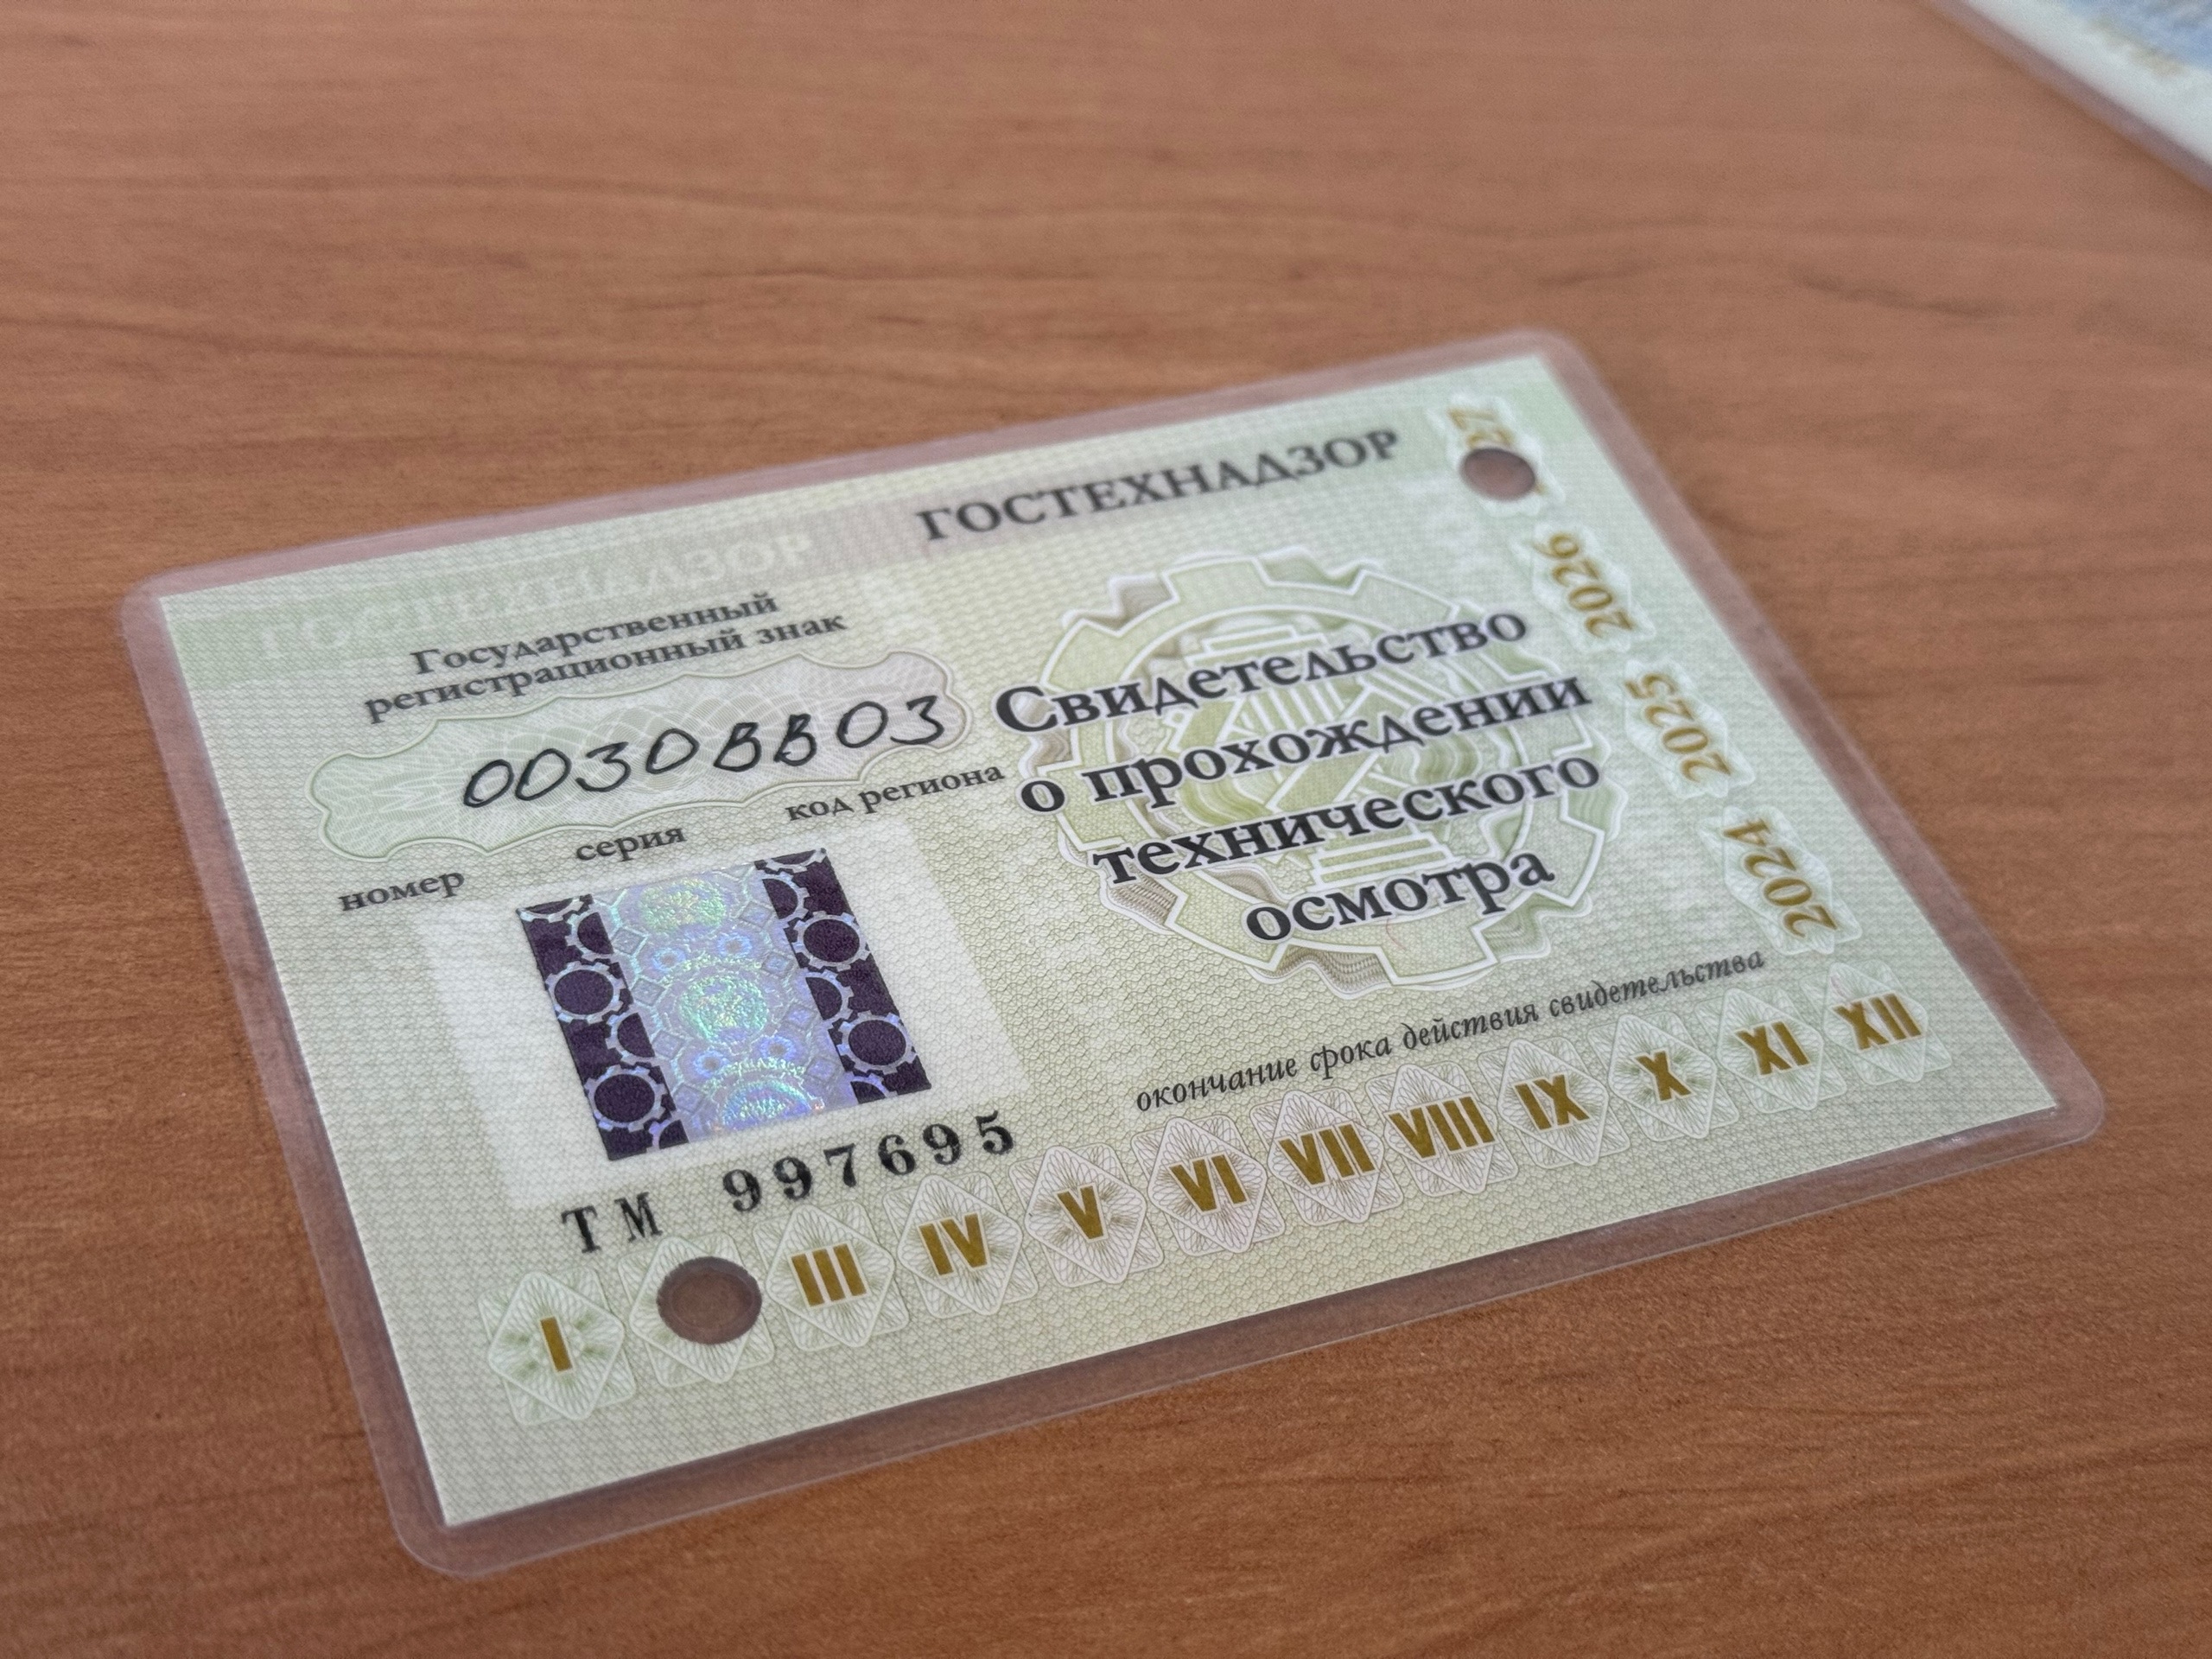 ГОСТЕХНАДЗОР
Государственный
регистрационный знак
0030ВВ03
номер серия код региона
Свидетельство
о прохождении
технического
осмотра
ТМ 997695
2026
2025
2024
окончание срока действия свидетельства
I III IV V VI VII VIII IX X XI XII